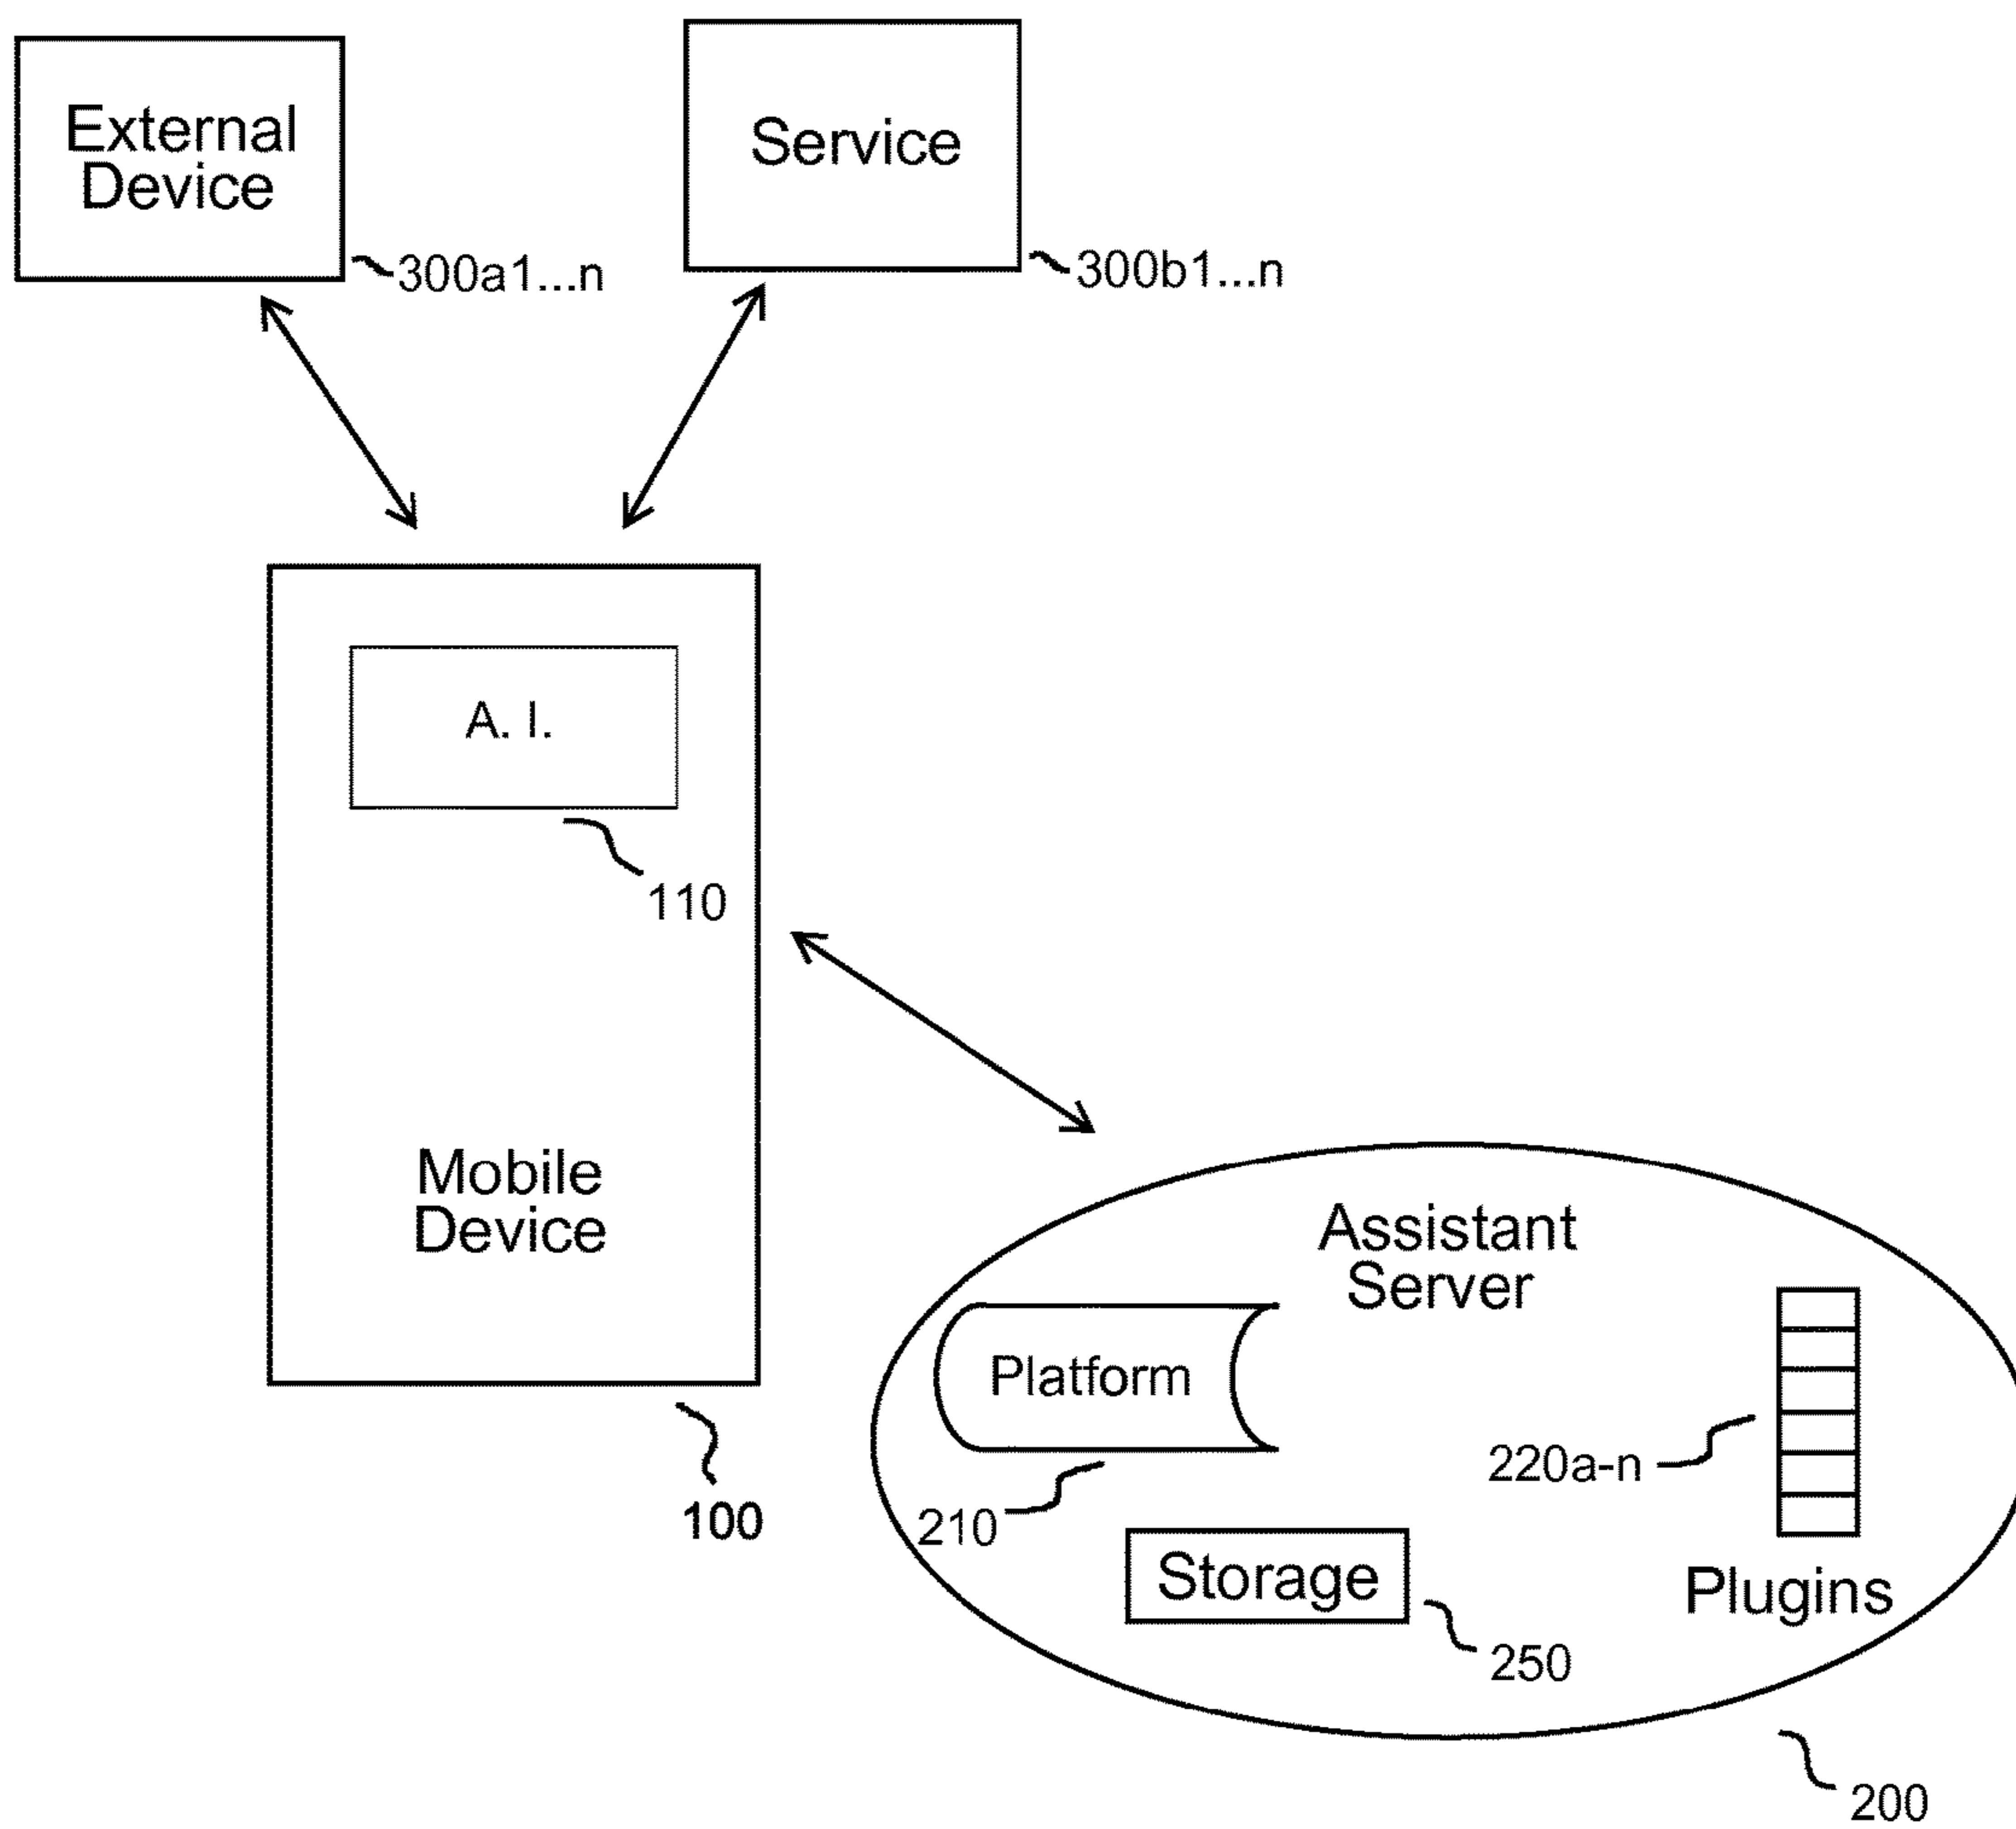 External
Device
300a1...n
Service
300b1...n
A. I.
110
Mobile
Device
100
Assistant
Server
Platform
210
220a-n
Plugins
Storage
250
200